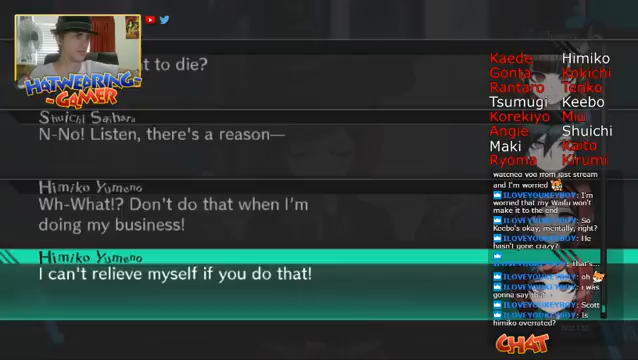 HATWEARING-
-GAMER
t to die?
Shuichi Saihara
N-No! Listen, there's a reason—
Himiko Yumeno
Wh-What!? Don't do that when I'm
doing my business!
Himiko Yumeno
I can't relieve myself if you do that!
Kaede Himiko
Gonta Kokichi
Rantaro Tenko
Tsumugi Keebo
Korekiyo Miu
Angie Shuichi
Maki Kaito
Ryoma Kirumi
watched vod from last stream
and I'm worried
ILOVEYOUKEYBOY: I'm
worried that my Waifu won't
make it to the end
ILOVEYOUKEYBOY: So
Keebo's okay, mentally, right?
ILOVEYOUKEYBOY: He
hasn't gone crazy?
that's...
ILOVEYOUKEYBOY: oh
ILOVEYOUKEYBOY: i was
gonna say that
ILOVEYOUKEYBOY: Scott
ILOVEYOUKEYBOY: Is
himiko overrated?
CHAT